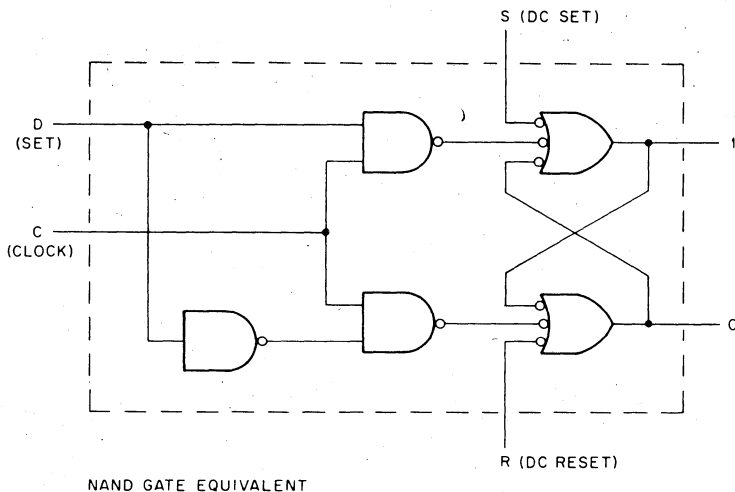 S (DC SET)
D
(SET)
1
C
(CLOCK)
0
R (DC RESET)
NAND GATE EQUIVALENT